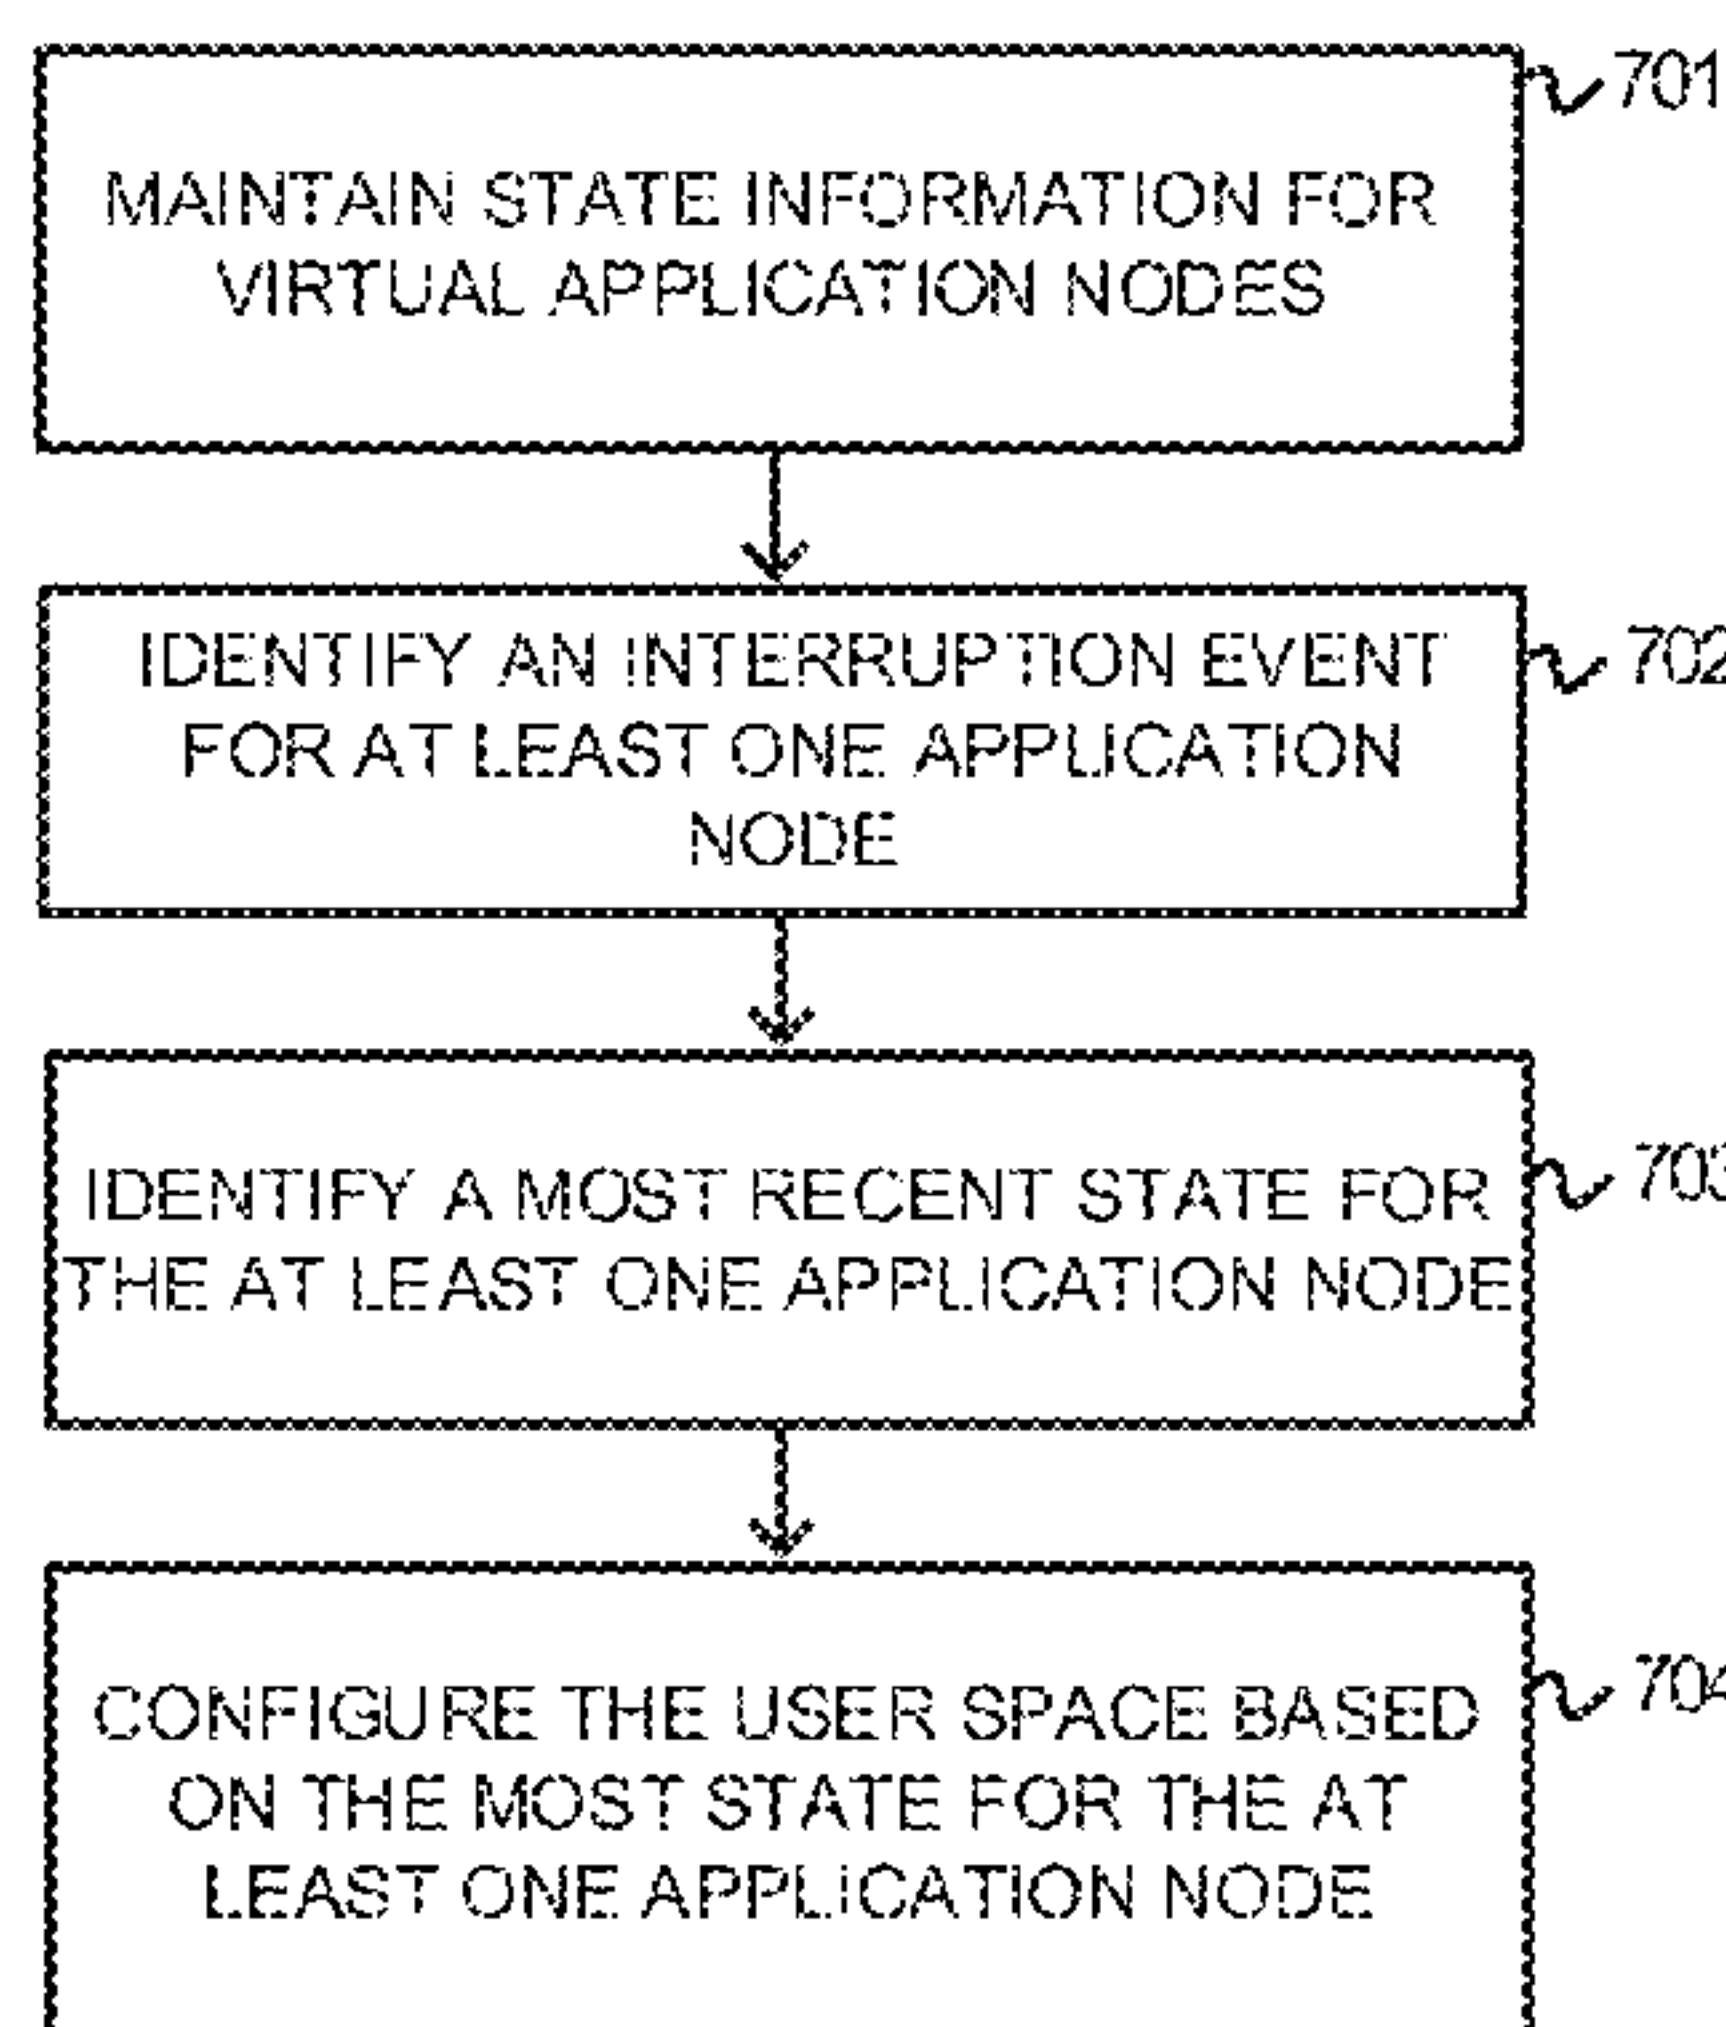 701
MAINTAIN STATE INFORMATION FOR
VIRTUAL APPLICATION NODES
702
IDENTIFY AN INTERRUPTION EVENT
FOR AT LEAST ONE APPLICATION
NODE
703
IDENTIFY A MOST RECENT STATE FOR
THE AT LEAST ONE APPLICATION NODE
704
CONFIGURE THE USER SPACE BASED
ON THE MOST STATE FOR THE AT
LEAST ONE APPLICATION NODE